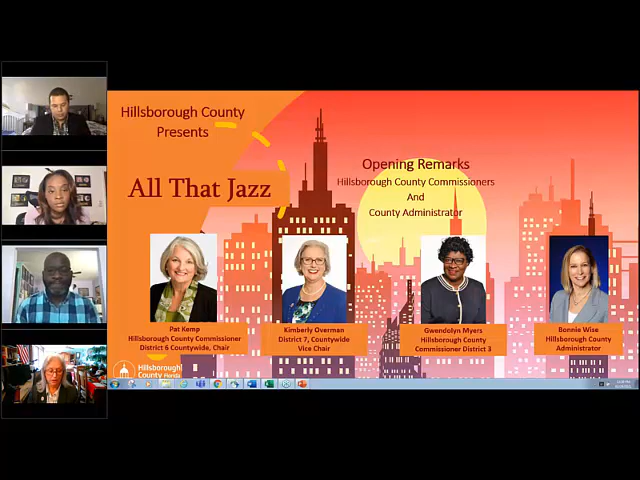 Hillsborough County
Presents
All That Jazz
Opening Remarks
Hillsborough County Commissioners
And
County Administrator
Pat Kemp
Hillsborough County Commissioner
District 6 Countywide, Chair
Kimberly Overman
District 7, Countywide
Vice Chair
Gwendolyn Myers
Hillsborough County
Commissioner District 3
Bonnie Wise
Hillsborough County
Administrator
Hillsborough
County Florida